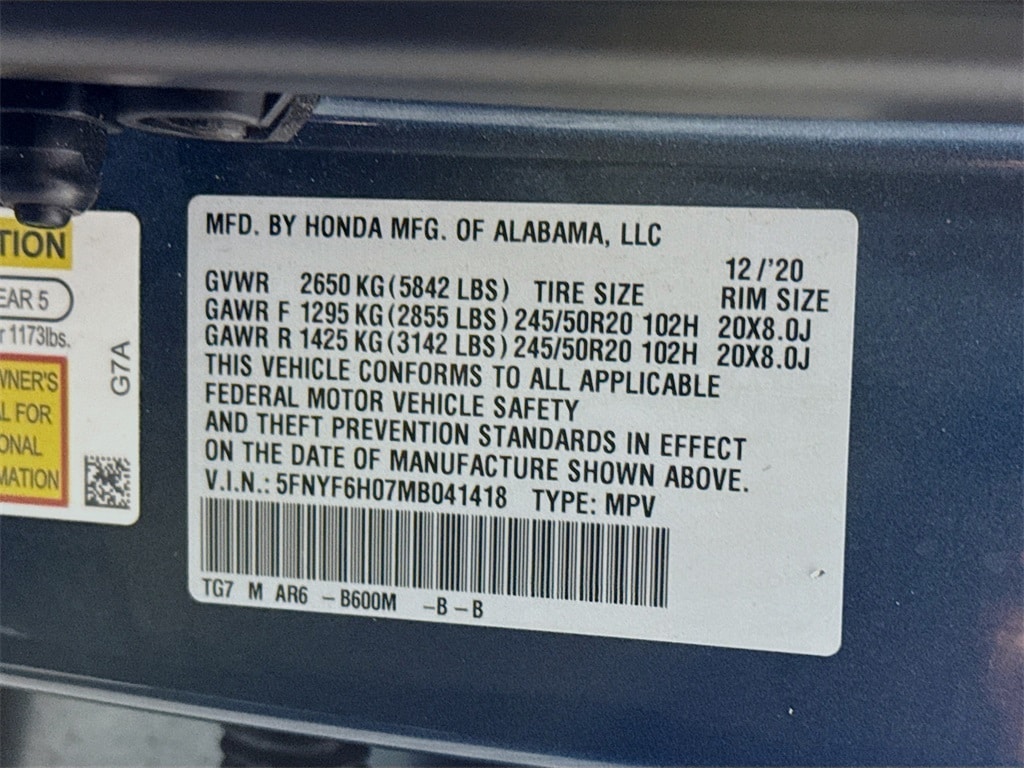 TION
EAR 5
r 1173lbs.
WNER'S
L FOR
ONAL
MATION
G7A
MFD. BY HONDA MFG. OF ALABAMA, LLC
12/'20
GVWR 2650 KG (5842 LBS) TIRE SIZE RIM SIZE
GAWR F 1295 KG (2855 LBS) 245/50R20 102H 20X8.0J
GAWR R 1425 KG (3142 LBS) 245/50R20 102H 20X8.0J
THIS VEHICLE CONFORMS TO ALL APPLICABLE
FEDERAL MOTOR VEHICLE SAFETY
AND THEFT PREVENTION STANDARDS IN EFFECT
ON THE DATE OF MANUFACTURE SHOWN ABOVE.
V.I.N.: 5FNYF6H07MB041418 TYPE: MPV
TG7 M AR6 -B600M -B-B